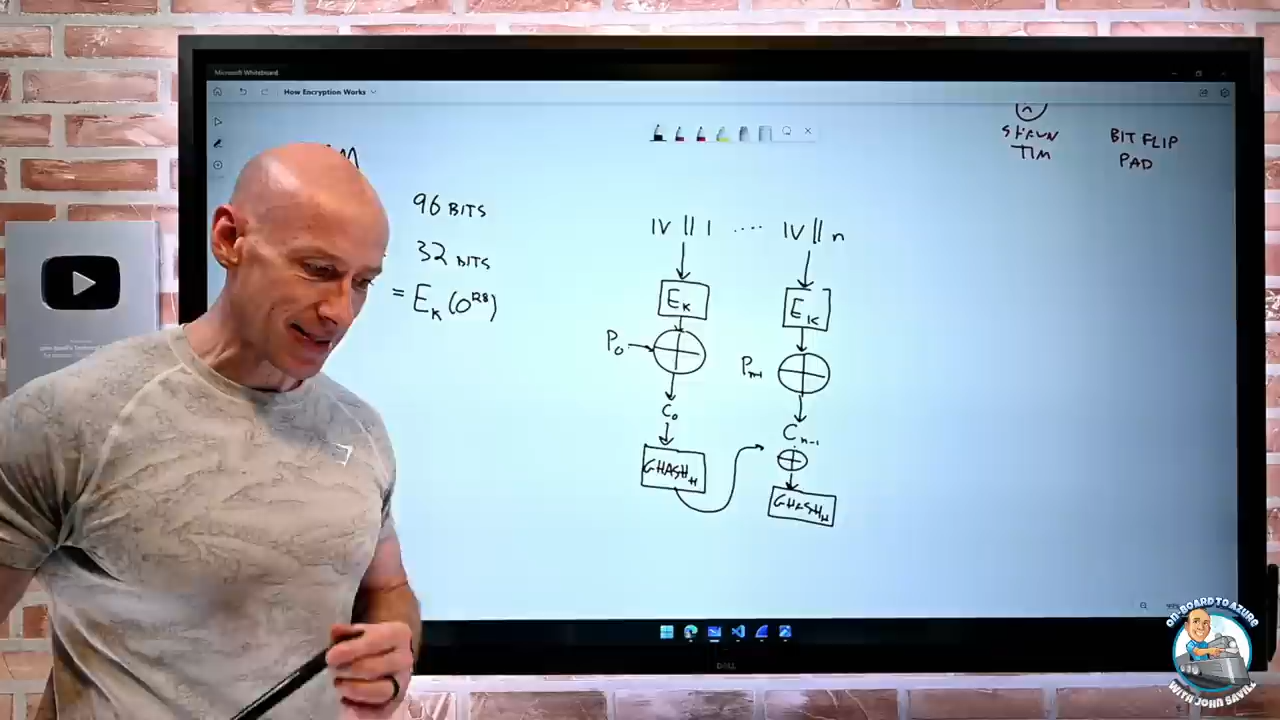 Microsoft Whiteboard
How Encryption Works
SHAWN
TIM
BIT FLIP
PAD
96 BITS
32 BITS
= E_K (0^128)
IV || 1 .... IV || n
E_K
E_K
P_0
P_n-1
C_0
C_n-1
GHASH_H
GHASH_H
DELL
ON-BOARD TO AZURE
WITH JOHN SAVILL